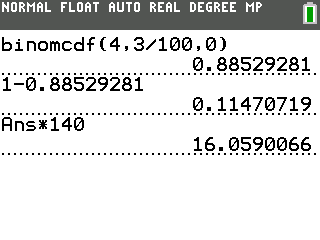 NORMAL FLOAT AUTO REAL DEGREE MP
binomcdf(4,3/100,0)
0.88529281
1-0.88529281
0.11470719
Ans*140
16.0590066